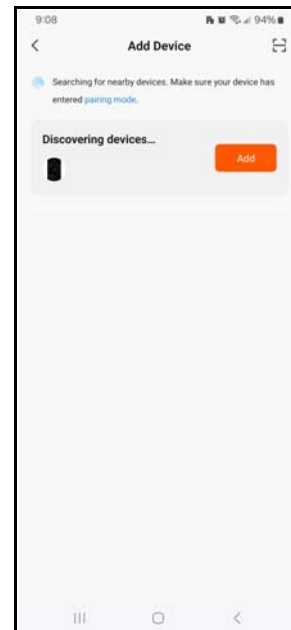 9:08 94%
Add Device
Searching for nearby devices. Make sure your device has
entered pairing mode.
Discovering devices...
Add